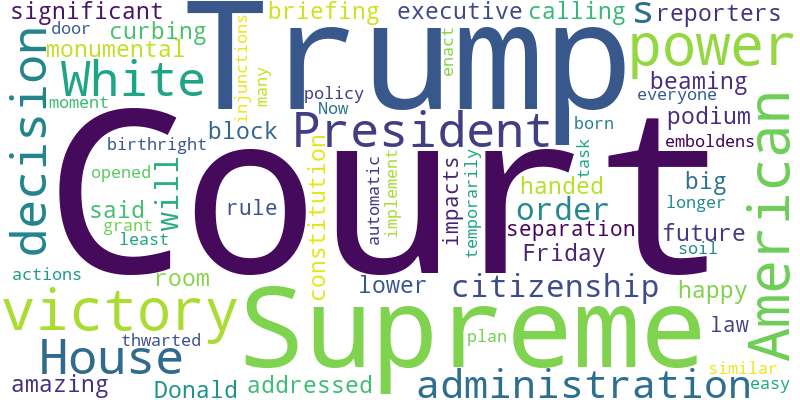 significant
door
curbing
monumental
White
moment
decision
birthright
opened
said
grant
least
will
actions
room
victory
thwarted
House
amazing
Donald
addressed
injunctions
many
briefing
executive
calling
s
reporters
Trump
enact
power
policy
Now
block
President
beaming
everyone
podium
born
task
emboldens
Court
rule
constitution
automatic
implement
impacts
temporarily
handed
order
separation
Friday
big
longer
future
soil
American
lower
citizenship
happy
Supreme
plan
law
similar
administration
easy